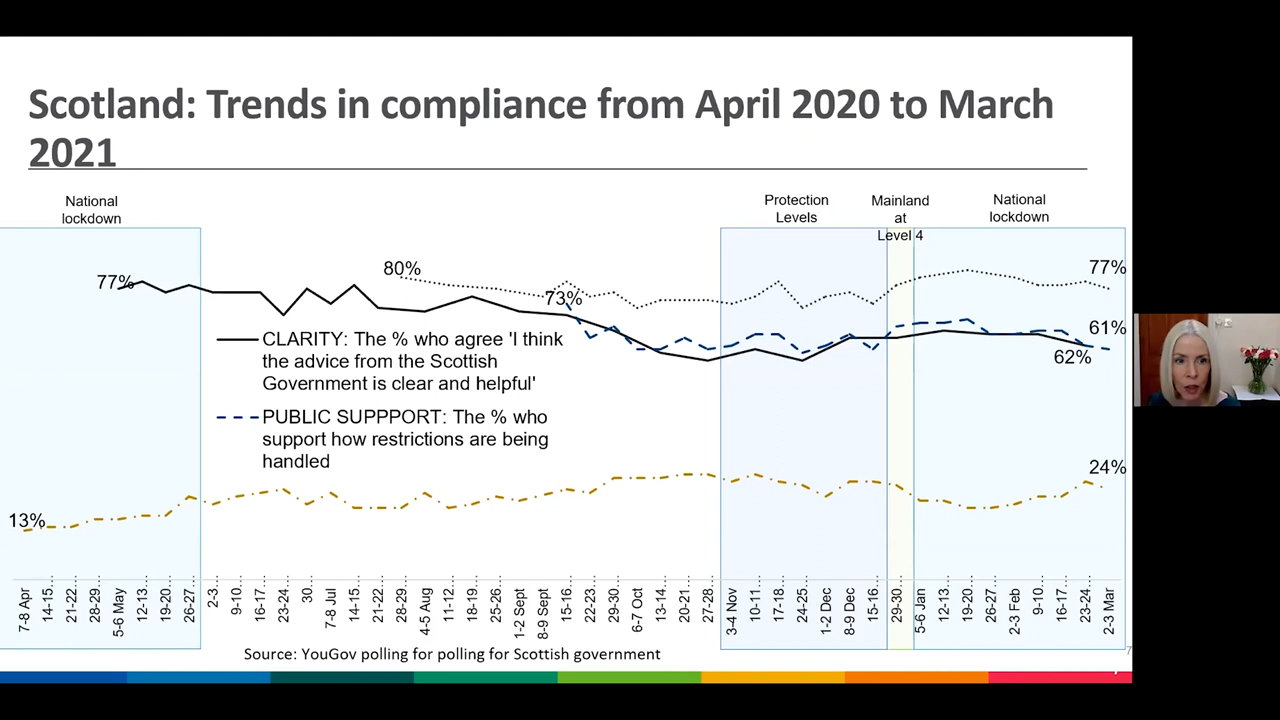 Scotland: Trends in compliance from April 2020 to March
2021
National
lockdown
Protection
Levels
Mainland
at
Level 4
National
lockdown
77%
80%
73%
77%
61%
62%
24%
13%
CLARITY: The % who agree 'I think
the advice from the Scottish
Government is clear and helpful'
PUBLIC SUPPPORT: The % who
support how restrictions are being
handled
7-8 Apr
14-15...
21-22...
28-29...
5-6 May
12-13...
19-20...
26-27...
2-3...
9-10...
16-17...
23-24...
30...
7-8 Jul
14-15...
21-22...
28-29...
4-5 Aug
11-12...
18-19...
25-26...
1-2 Sept
8-9 Sept
15-16...
22-23...
29-30...
6-7 Oct
13-14...
20-21...
27-28...
3-4 Nov
10-11...
17-18...
24-25...
1-2 Dec
8-9 Dec
15-16...
29-30...
5-6 Jan
12-13...
19-20...
26-27...
2-3 Feb
9-10...
16-17...
23-24...
2-3 Mar
Source: YouGov polling for polling for Scottish government
7